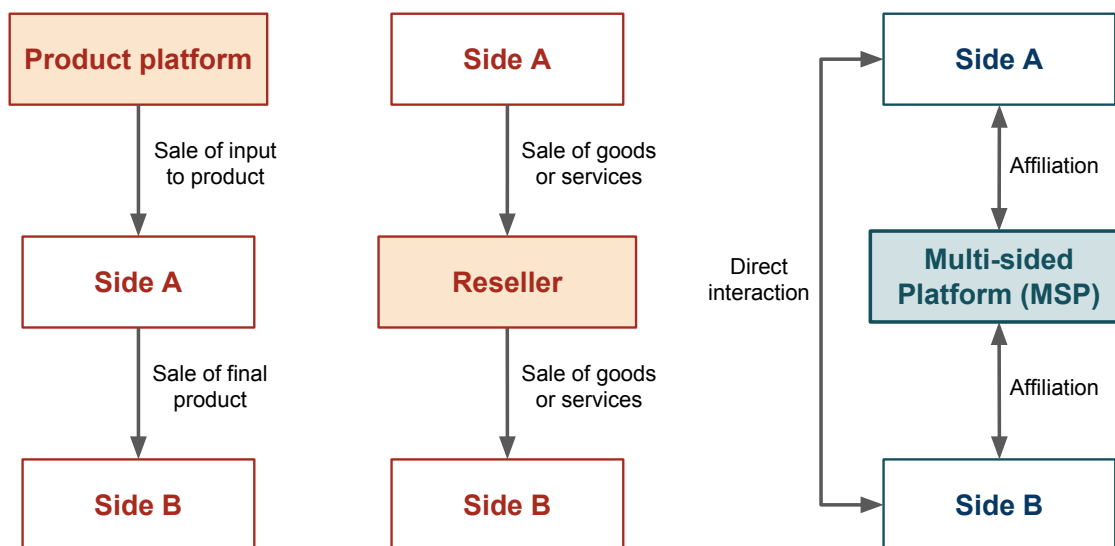 Product platform
Sale of input
to product
Side A
Sale of final
product
Side B
Side A
Sale of goods
or services
Reseller
Sale of goods
or services
Side B
Side A
Affiliation
Direct
interaction
Multi-sided
Platform (MSP)
Affiliation
Side B